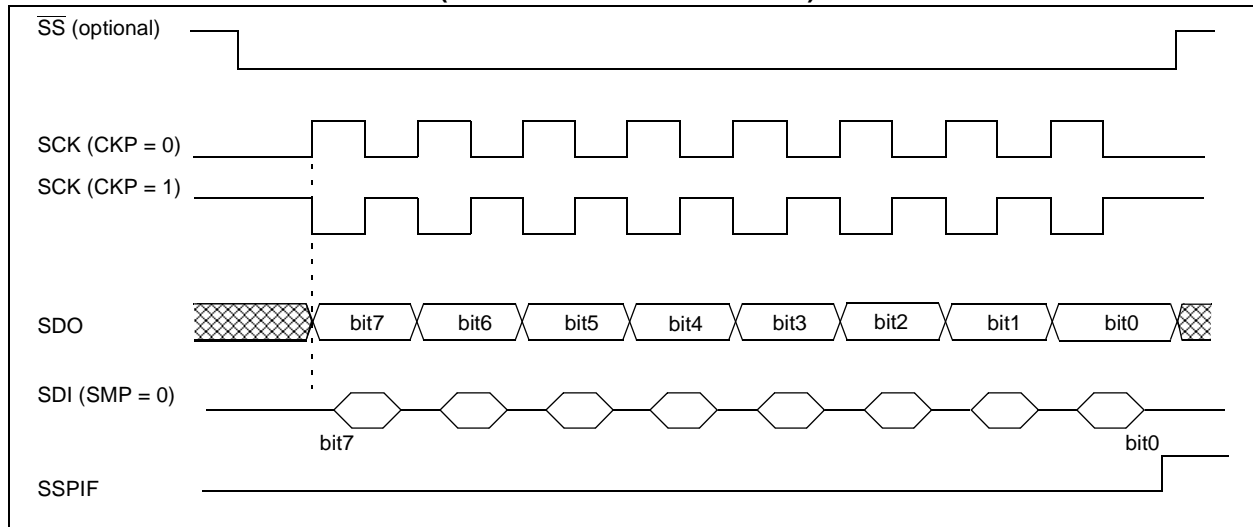 SS (optional)
SCK (CKP = 0)
SCK (CKP = 1)
SDO bit7 bit6 bit5 bit4 bit3 bit2 bit1 bit0
SDI (SMP = 0)
bit7 bit0
SSPIF